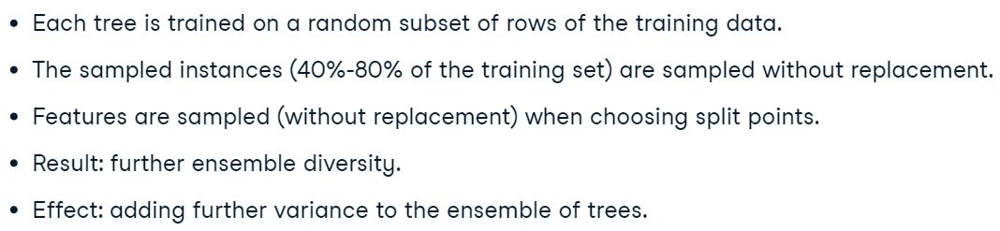 • Each tree is trained on a random subset of rows of the training data.
• The sampled instances (40%-80% of the training set) are sampled without replacement.
• Features are sampled (without replacement) when choosing split points.
• Result: further ensemble diversity.
• Effect: adding further variance to the ensemble of trees.